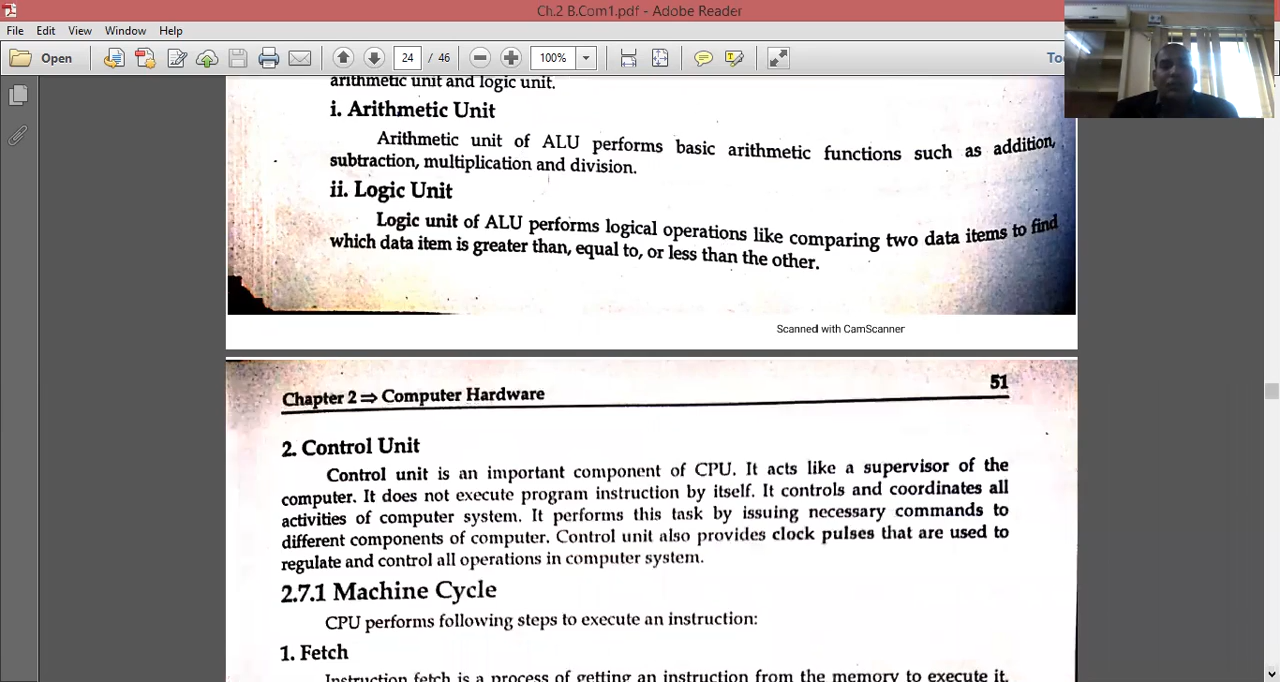 Ch.2 B.Com1.pdf - Adobe Reader
File Edit View Window Help
Open 24 / 46 100%
arithmetic unit and logic unit.
i. Arithmetic Unit
Arithmetic unit of ALU performs basic arithmetic functions such as addition,
subtraction, multiplication and division.
ii. Logic Unit
Logic unit of ALU performs logical operations like comparing two data items to find
which data item is greater than, equal to, or less than the other.
Scanned with CamScanner
Chapter 2 ⇒ Computer Hardware 51
2. Control Unit
Control unit is an important component of CPU. It acts like a supervisor of the
computer. It does not execute program instruction by itself. It controls and coordinates all
activities of computer system. It performs this task by issuing necessary commands to
different components of computer. Control unit also provides clock pulses that are used to
regulate and control all operations in computer system.
2.7.1 Machine Cycle
CPU performs following steps to execute an instruction:
1. Fetch
Instruction fetch is a process of getting an instruction from the memory to execute it.